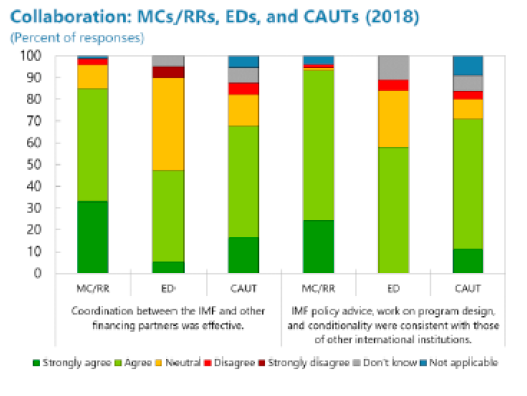 Collaboration: MCs/RRs, EDs, and CAUTs (2018)
(Percent of responses)
100
90
80
70
60
50
40
30
20
10
0
MC/RR ED CAUT MC/RR ED CAUT
Coordination between the IMF and other
financing partners was effective.
IMF policy advice, work on program design,
and conditionality were consistent with those
of other international institutions.
Strongly agree Agree Neutral Disagree Strongly disagree Don't know Not applicable